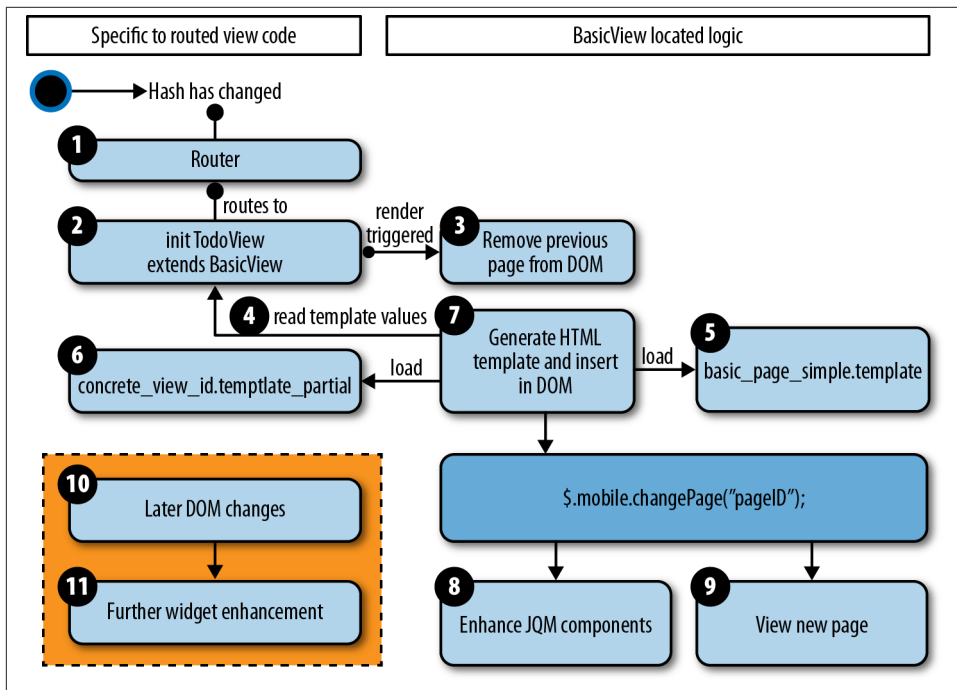 Specific to routed view code
BasicView located logic
Hash has changed
1
Router
routes to
2
init TodoView
extends BasicView
render
triggered
3
Remove previous
page from DOM
4
read template values
7
Generate HTML
template and insert
in DOM
6
concrete_view_id.temptlate_partial
load
load
5
basic_page_simple.template
10
Later DOM changes
$.mobile.changePage(”pageID”);
11
Further widget enhancement
8
Enhance JQM components
9
View new page